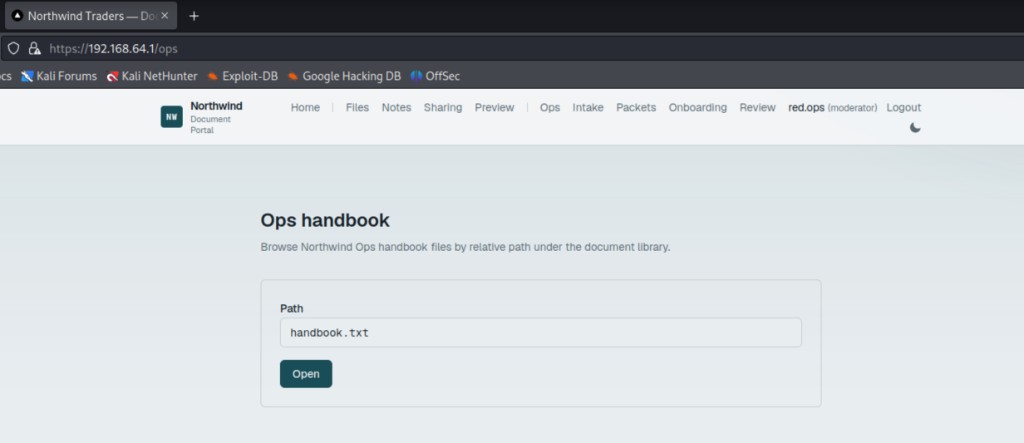 Northwind Traders — Do
https://192.168.64.1/ops
cs Kali Forums Kali NetHunter Exploit-DB Google Hacking DB OffSec
NW
Northwind
Document
Portal
Home Files Notes Sharing Preview Ops Intake Packets Onboarding Review red.ops (moderator) Logout
Ops handbook
Browse Northwind Ops handbook files by relative path under the document library.
Path
handbook.txt
Open